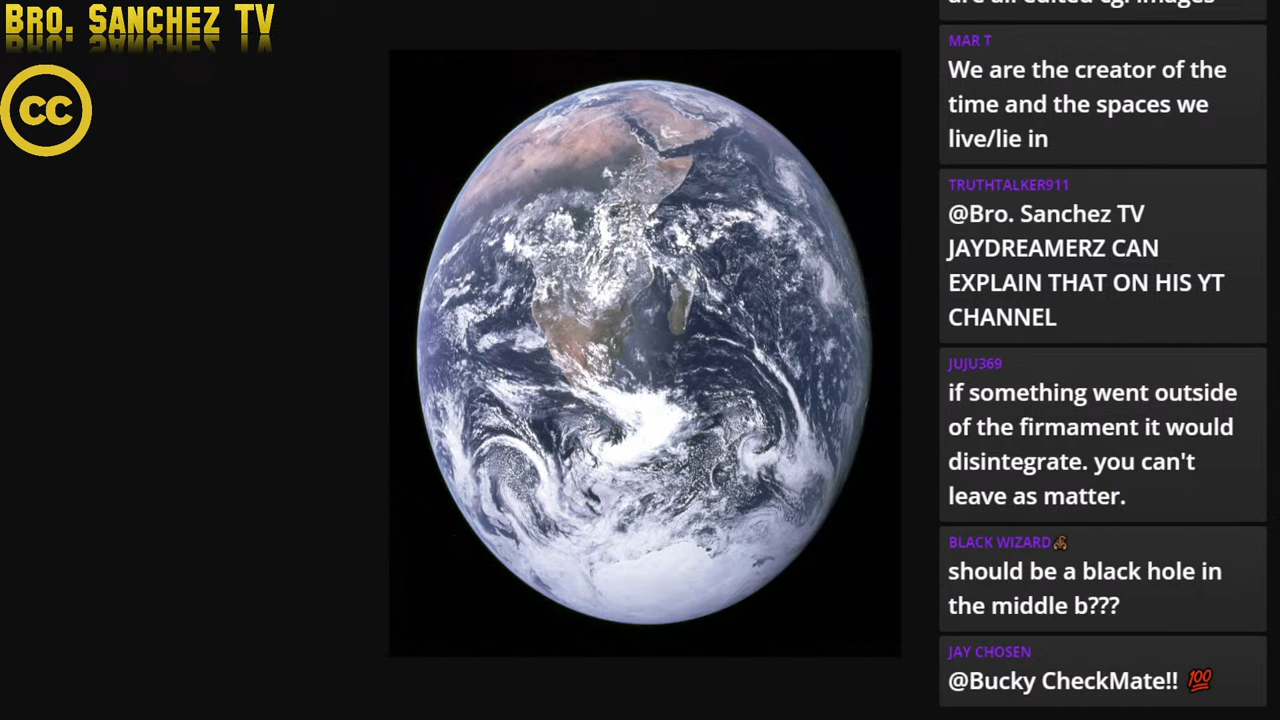 Bro. Sanchez TV
CC
MAR T
We are the creator of the
time and the spaces we
live/lie in
TRUTHTALKER911
@Bro. Sanchez TV
JAYDREAMERZ CAN
EXPLAIN THAT ON HIS YT
CHANNEL
JUJU369
if something went outside
of the firmament it would
disintegrate. you can't
leave as matter.
BLACK WIZARD
should be a black hole in
the middle b???
JAY CHOSEN
@Bucky CheckMate!! 💯